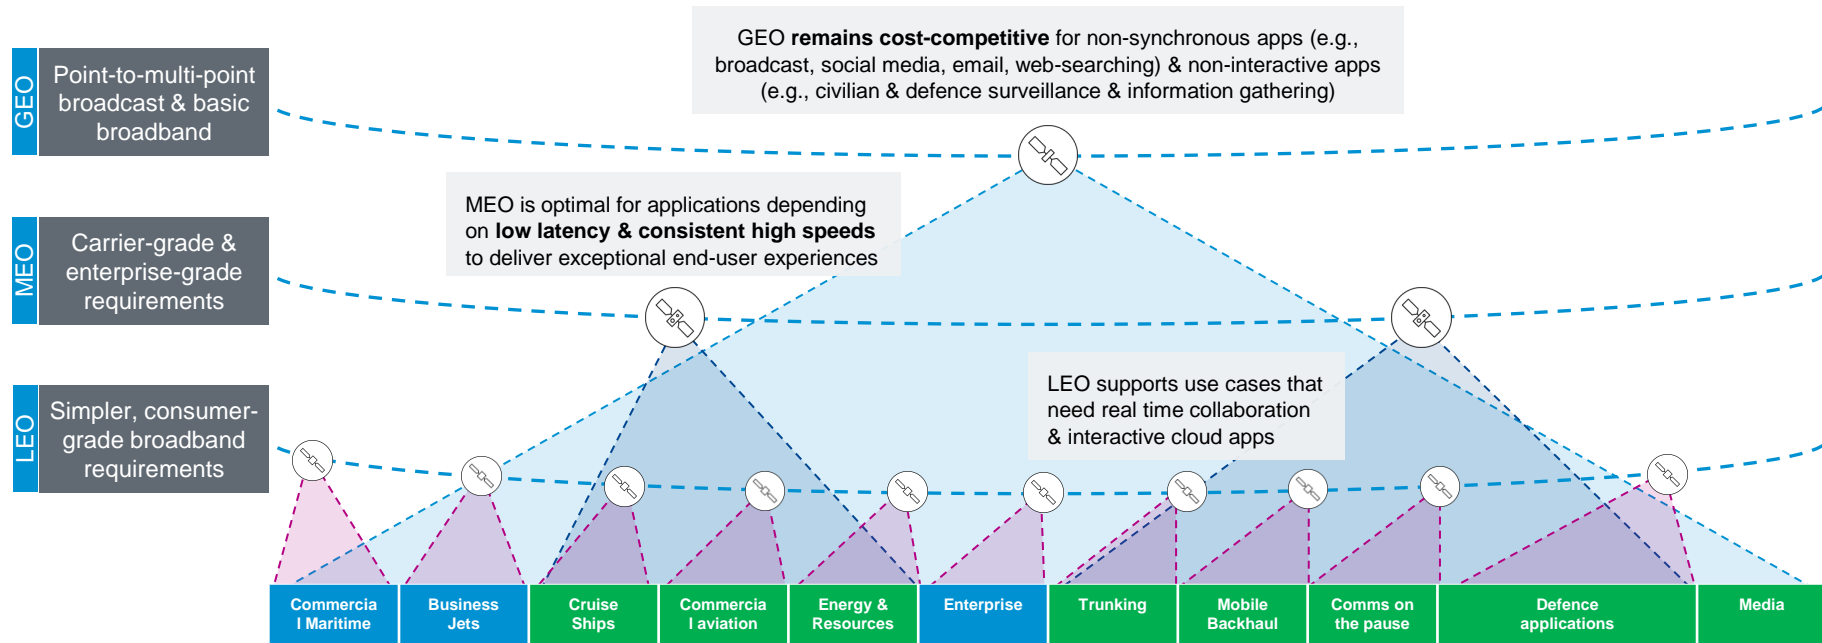 GEO
Point-to-multi-point
broadcast & basic
broadband
GEO remains cost-competitive for non-synchronous apps (e.g.,
broadcast, social media, email, web-searching) & non-interactive apps
(e.g., civilian & defence surveillance & information gathering)
MEO
Carrier-grade &
enterprise-grade
requirements
MEO is optimal for applications depending
on low latency & consistent high speeds
to deliver exceptional end-user experiences
LEO
Simpler, consumer-
grade broadband
requirements
LEO supports use cases that
need real time collaboration
& interactive cloud apps
Commercia
l Maritime
Business
Jets
Cruise
Ships
Commercia
l aviation
Energy &
Resources
Enterprise
Trunking
Mobile
Backhaul
Comms on
the pause
Defence
applications
Media